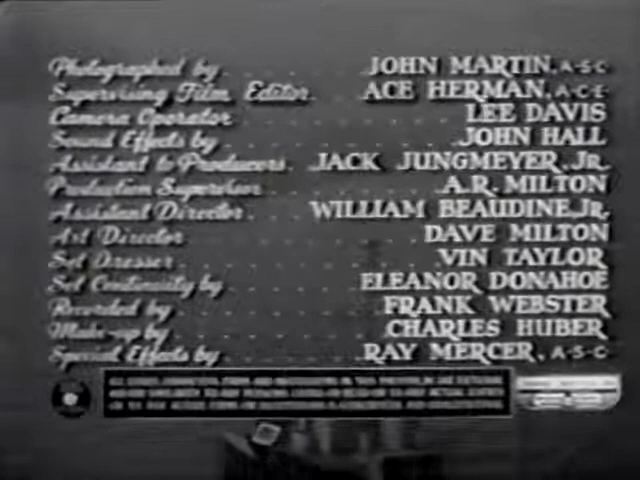 Photographed by JOHN MARTIN, A·S·C
Supervising Film Editor ACE HERMAN, A·C·E
Camera Operator LEE DAVIS
Sound Effects by JOHN HALL
Assistant to Producers JACK JUNGMEYER, Jr.
Production Supervisor A.R. MILTON
Assistant Director WILLIAM BEAUDINE, Jr.
Art Director DAVE MILTON
Set Dresser VIN TAYLOR
Set Continuity by ELEANOR DONAHOE
Recorded by FRANK WEBSTER
Make-up by CHARLES HUBER
Special Effects by RAY MERCER, A·S·C